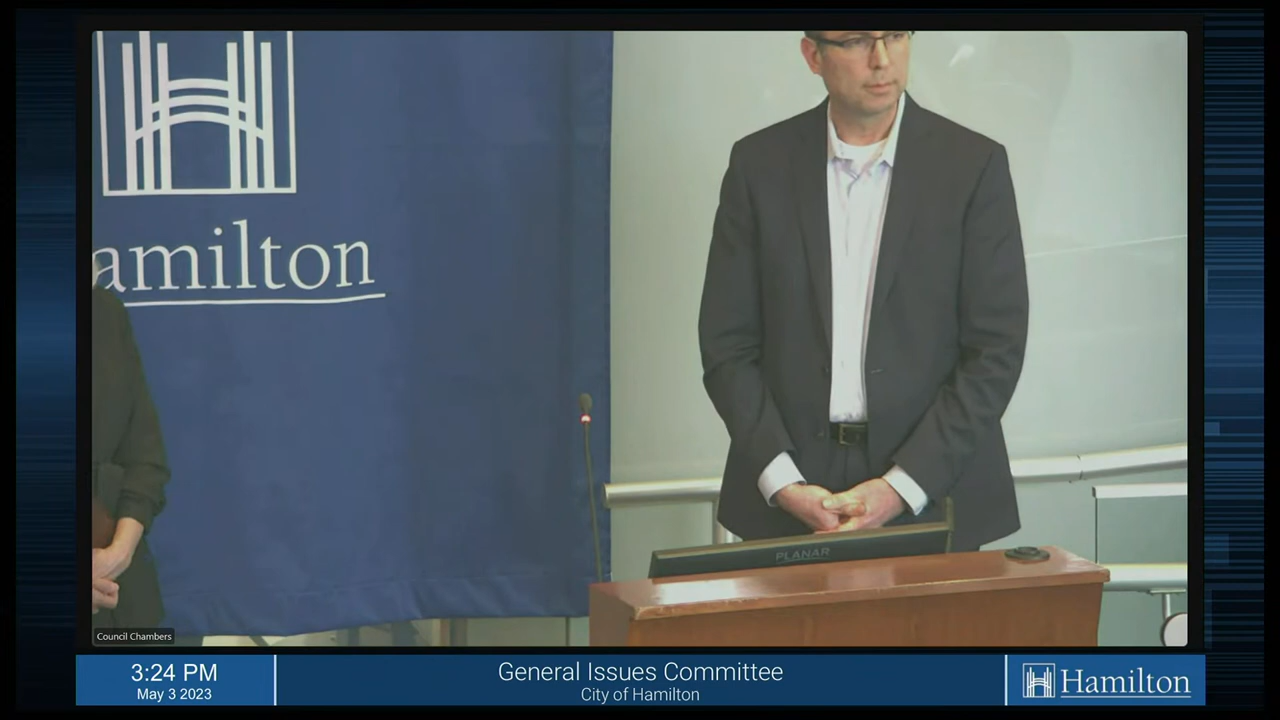 amilton
PLANAR
Council Chambers
3:24 PM
May 3 2023
General Issues Committee
City of Hamilton
Hamilton